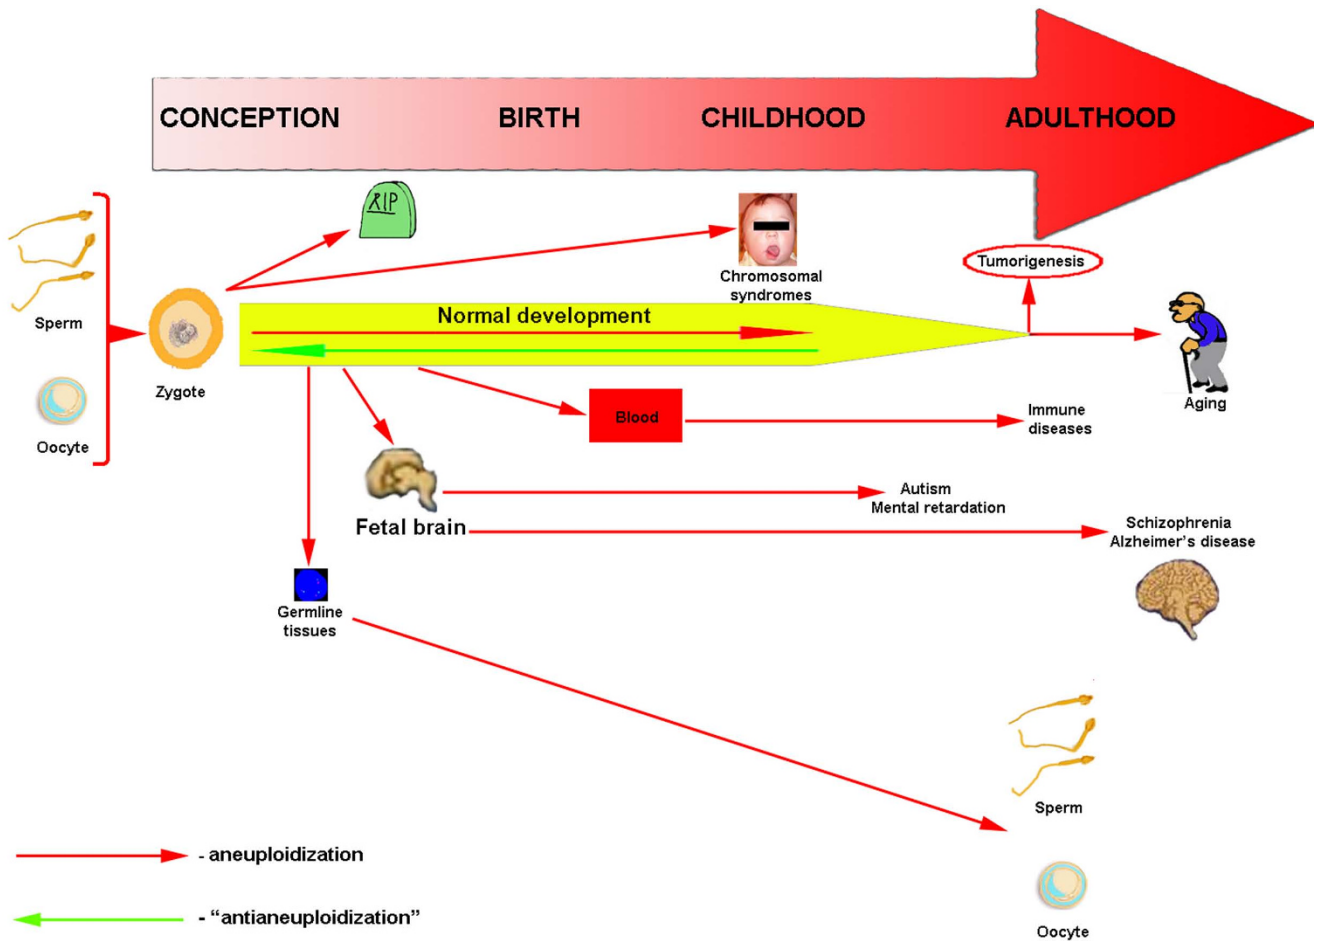 CONCEPTION BIRTH CHILDHOOD ADULTHOOD
RIP
Sperm
Oocyte
Zygote
Chromosomal
syndromes
Tumorigenesis
Normal development
Aging
Blood
Immune
diseases
Fetal brain
Autism
Mental retardation
Schizophrenia
Alzheimer's disease
Germline
tissues
Sperm
Oocyte
- aneuploidization
- “antianeuploidization”